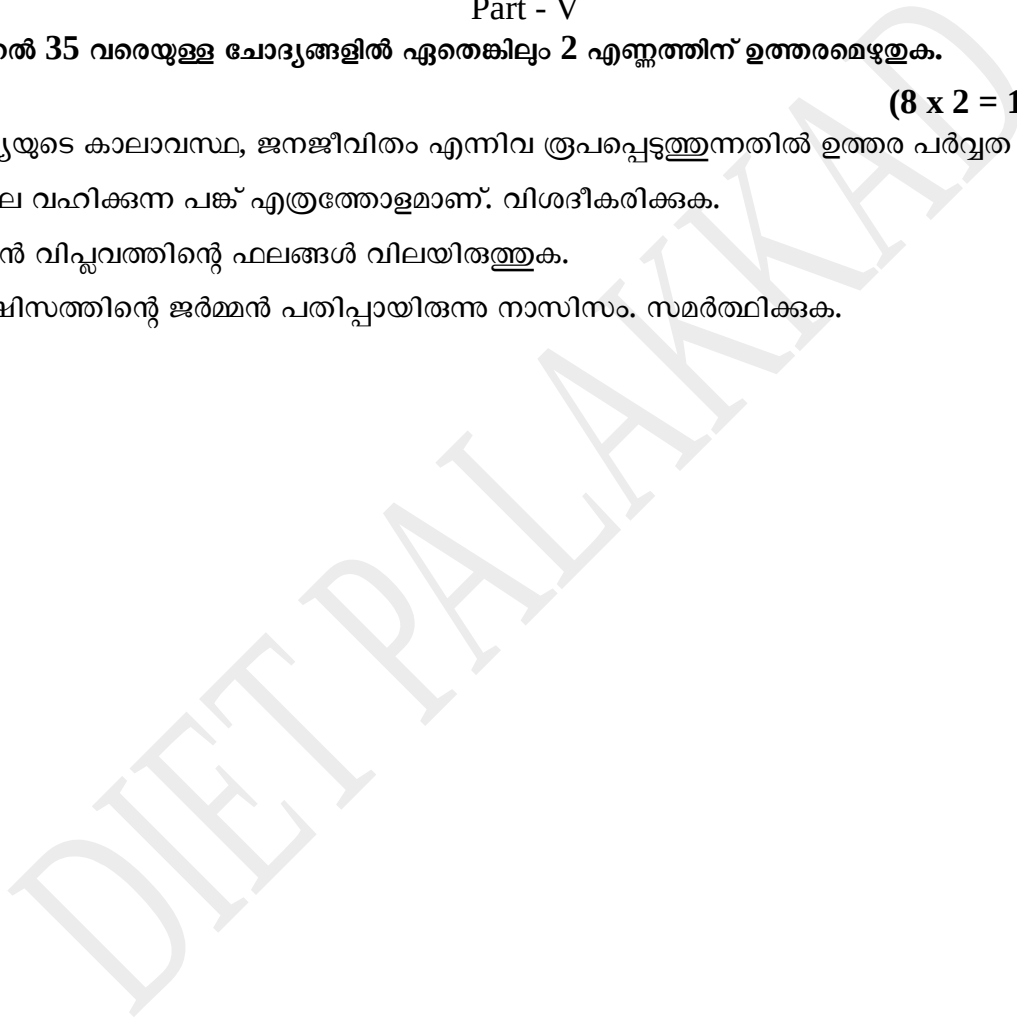 Part - V
35 വരെയുള്ള ചോദ്യങ്ങളിൽ ഏതെങ്കിലും 2 എണ്ണത്തിന് ഉത്തരമെഴുതുക.
(8 x 2 = 1
കാലാവസ്ഥ, ജനജീവിതം എന്നിവ രൂപപ്പെടുത്തുന്നതിൽ ഉത്തര പർവ്വത
വഹിക്കുന്ന പങ്ക് എത്രത്തോളമാണ്. വിശദീകരിക്കുക.
വിപ്ലവത്തിന്റെ ഫലങ്ങൾ വിലയിരുത്തുക.
ജർമ്മൻ പതിപ്പായിരുന്നു നാസിസം. സമർത്ഥിക്കുക.
DIET PALAKKAD